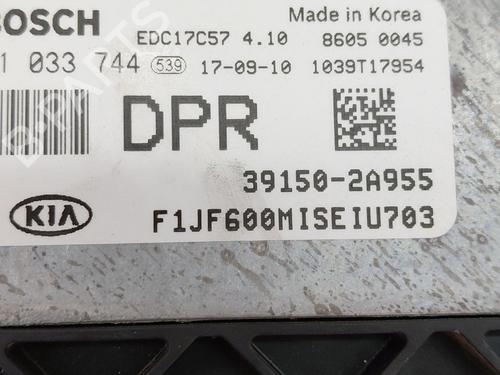 BOSCH
Made in Korea
EDC17C57 4.10 8605 0045
1 033 744 539 17-09-10 1039T17954
DPR
39150-2A955
KIA F1JF600MISEIU703
B-PARTS